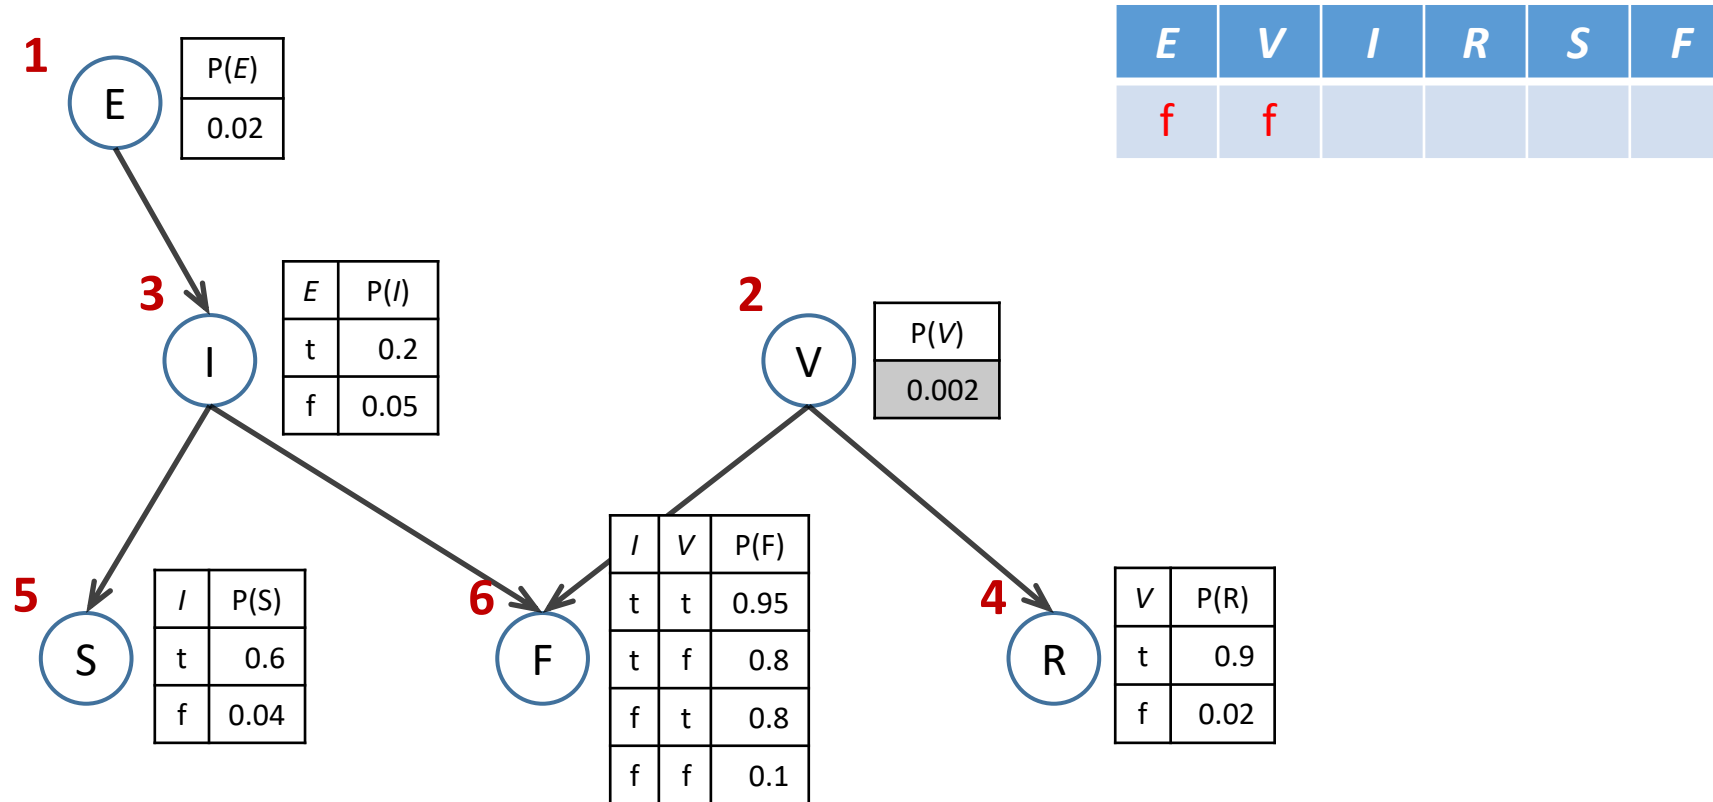 1
E
P(E)
0.02
E V I R S F
f f
3
I
E P(I)
t 0.2
f 0.05
2
V
P(V)
0.002
5
S
I P(S)
t 0.6
f 0.04
6
F
I V P(F)
t t 0.95
t f 0.8
f t 0.8
f f 0.1
4
R
V P(R)
t 0.9
f 0.02